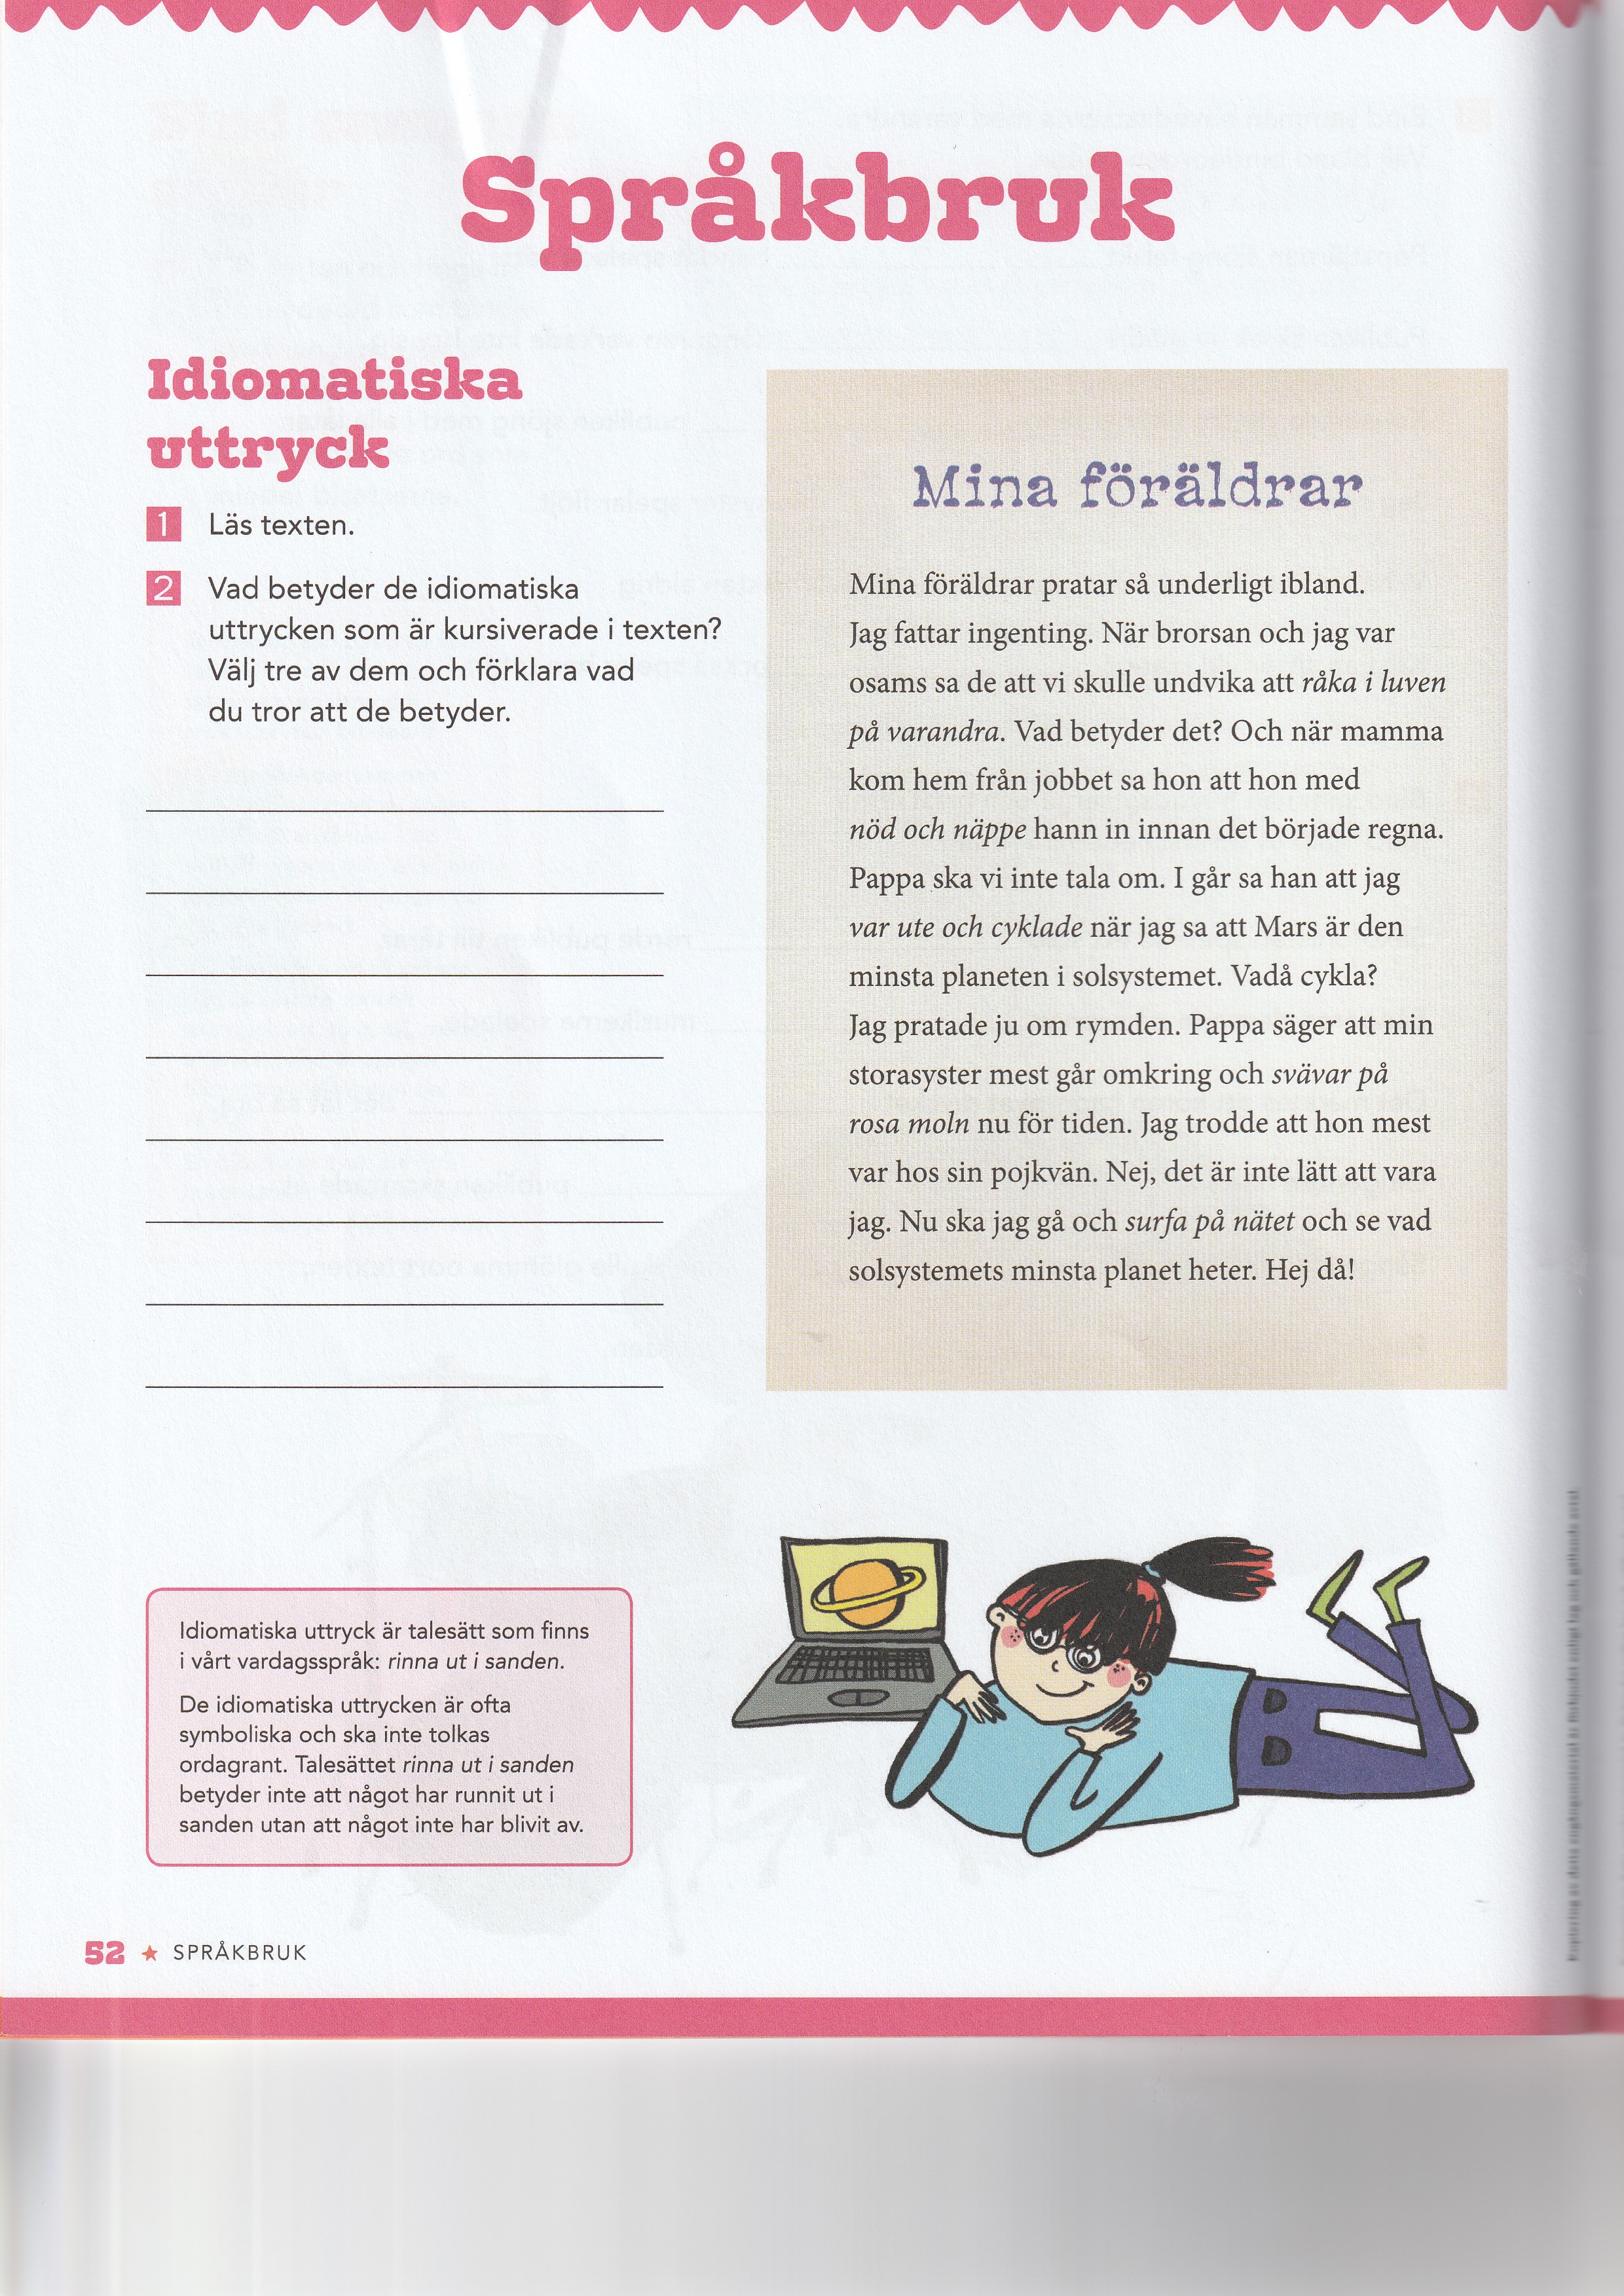 Språkbruk
Idiomatiska
uttryck
1 Läs texten.
2 Vad betyder de idiomatiska
uttrycken som är kursiverade i texten?
Välj tre av dem och förklara vad
du tror att de betyder.
Mina föräldrar
Mina föräldrar pratar så underligt ibland.
Jag fattar ingenting. När brorsan och jag var
osams sa de att vi skulle undvika att råka i luven
på varandra. Vad betyder det? Och när mamma
kom hem från jobbet sa hon att hon med
nöd och näppe hann in innan det började regna.
Pappa ska vi inte tala om. I går sa han att jag
var ute och cyklade när jag sa att Mars är den
minsta planeten i solsystemet. Vadå cykla?
Jag pratade ju om rymden. Pappa säger att min
storasyster mest går omkring och svävar på
rosa moln nu för tiden. Jag trodde att hon mest
var hos sin pojkvän. Nej, det är inte lätt att vara
jag. Nu ska jag gå och surfa på nätet och se vad
solsystemets minsta planet heter. Hej då!
Idiomatiska uttryck är talesätt som finns
i vårt vardagsspråk: rinna ut i sanden.
De idiomatiska uttrycken är ofta
symboliska och ska inte tolkas
ordagrant. Talesättet rinna ut i sanden
betyder inte att något har runnit ut i
sanden utan att något inte har blivit av.
52 ★ SPRÅKBRUK